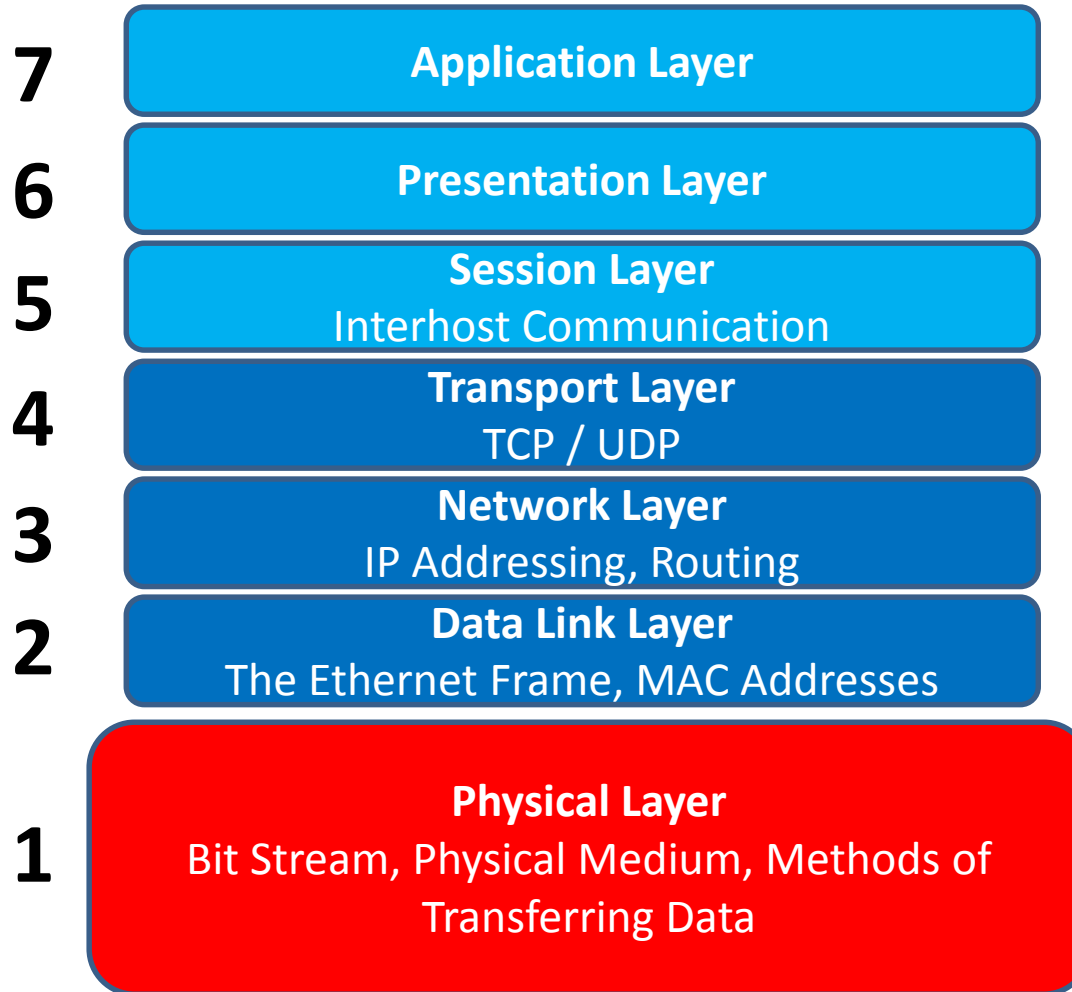 7
Application Layer
6
Presentation Layer
5
Session Layer
Interhost Communication
4
Transport Layer
TCP / UDP
3
Network Layer
IP Addressing, Routing
2
Data Link Layer
The Ethernet Frame, MAC Addresses
1
Physical Layer
Bit Stream, Physical Medium, Methods of
Transferring Data